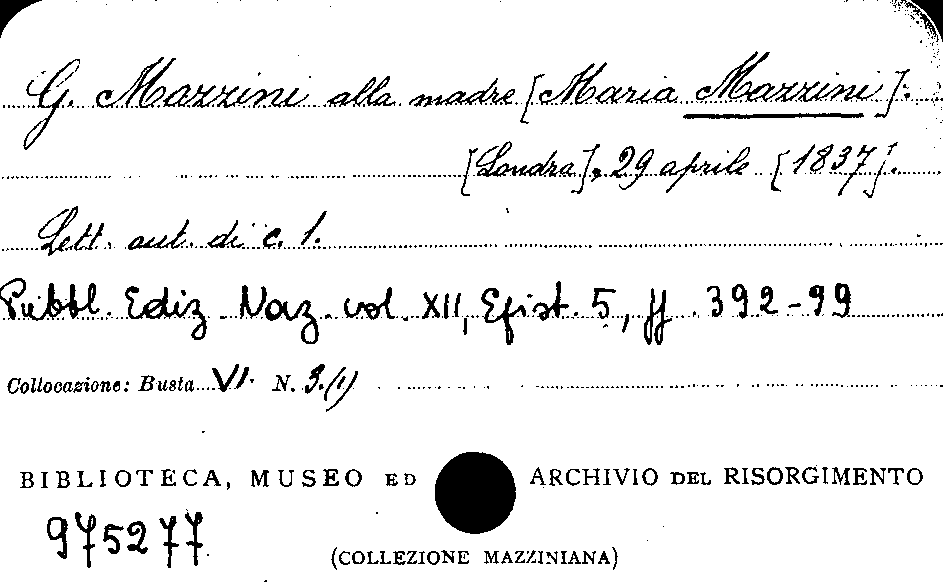 G. Mazzini alla madre [Maria Mazzini].
[Londra], 29 aprile [1837].
Lett. aut. di c. 1.
Pubbl. Ediz. Naz. vol. XII, Epist. 5, pp. 392-99
Collocazione: Busta VI. N. 3.(1)
BIBLIOTECA, MUSEO ED ARCHIVIO DEL RISORGIMENTO
975277
(COLLEZIONE MAZZINIANA)